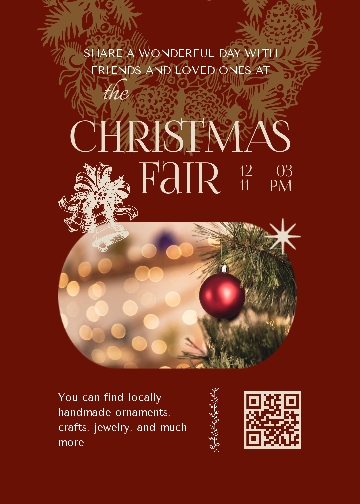 SHARE A WONDERFUL DAY WITH
FRIENDS AND LOVED ONES AT
the
CHRISTMAS
FAIR
12 03
11 PM
You can find locally
handmade ornaments,
crafts, jewelry, and much
more